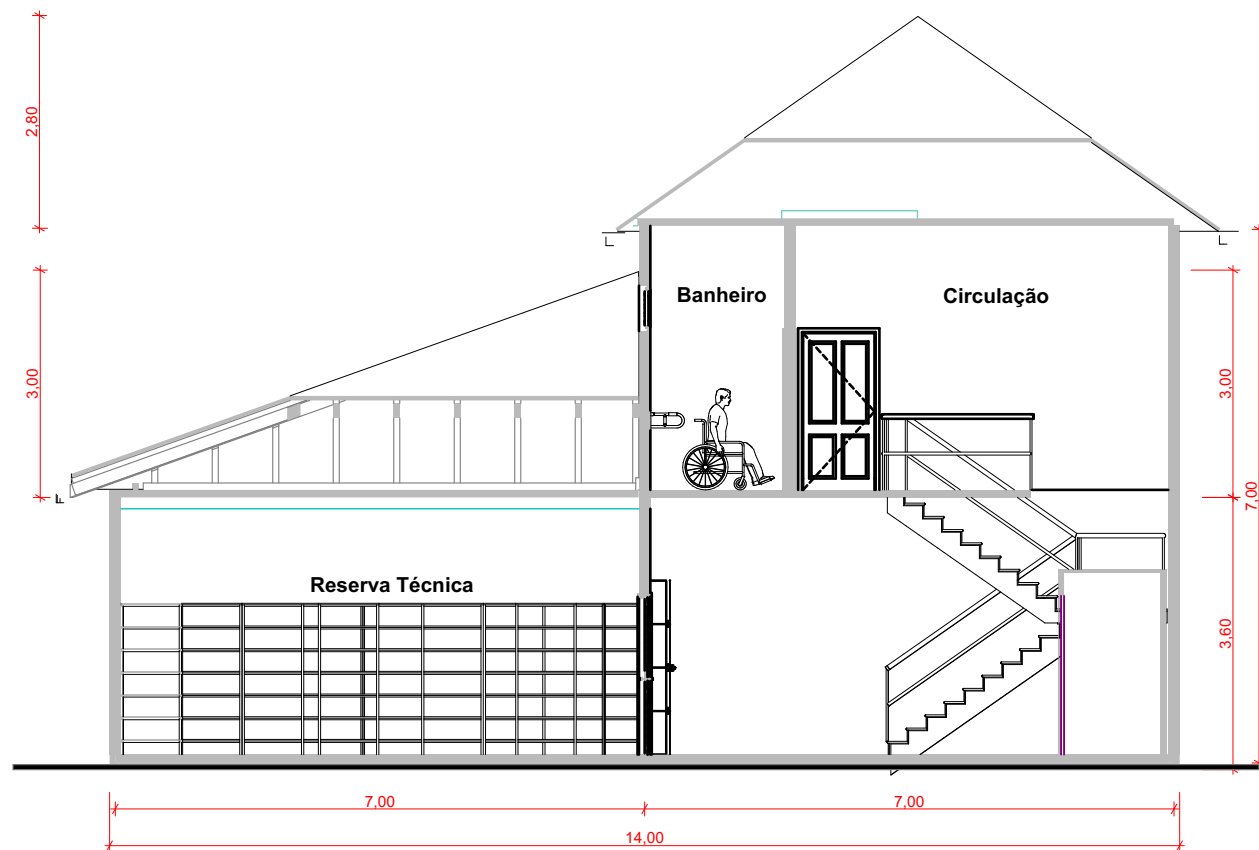 2,80
Banheiro
Circulação
3,00
3,00
7,00
Reserva Técnica
3,60
7,00
7,00
14,00